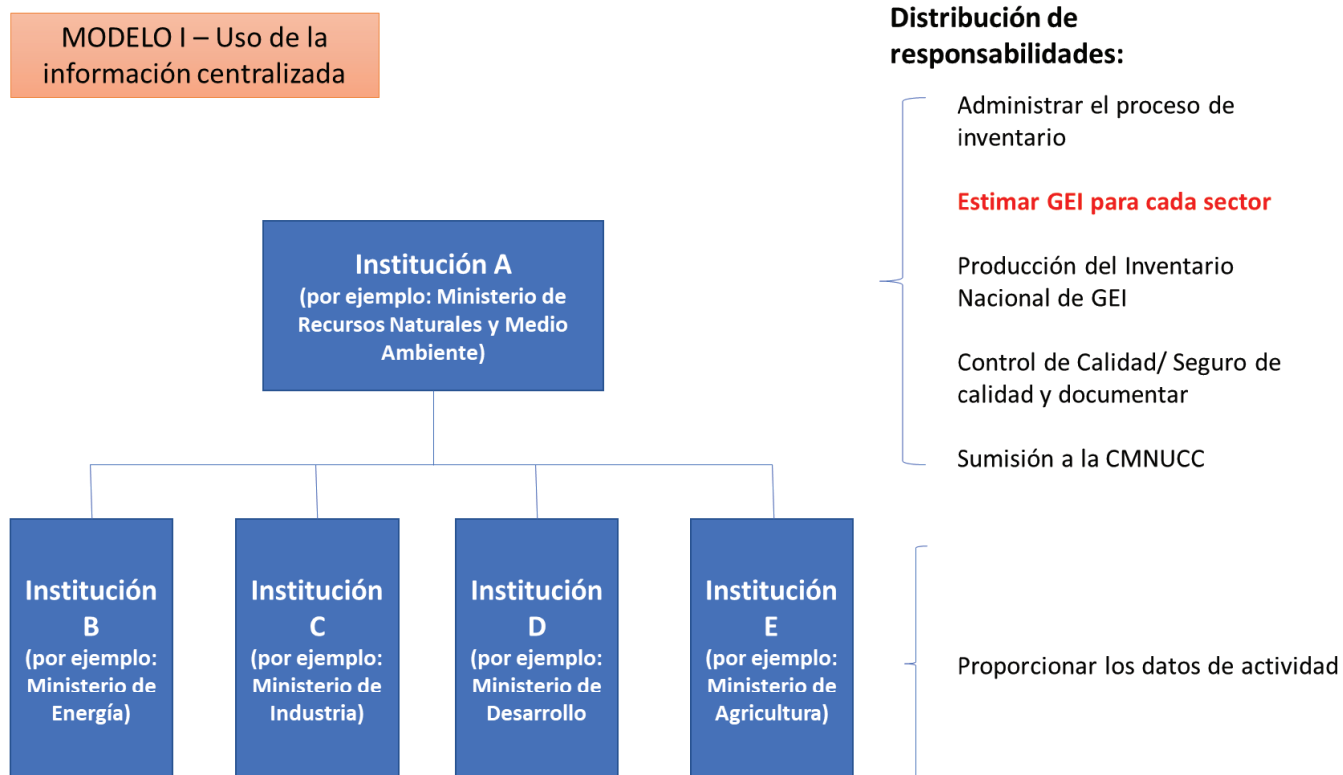 MODELO I – Uso de la
información centralizada
Distribución de
responsabilidades:
Administrar el proceso de
inventario
Estimar GEI para cada sector
Producción del Inventario
Nacional de GEI
Control de Calidad/ Seguro de
calidad y documentar
Sumisión a la CMNUCC
Institución A
(por ejemplo: Ministerio de
Recursos Naturales y Medio
Ambiente)
Institución
B
(por ejemplo:
Ministerio de
Energía)
Institución
C
(por ejemplo:
Ministerio de
Industria)
Institución
D
(por ejemplo:
Ministerio de
Desarrollo
Institución
E
(por ejemplo:
Ministerio de
Agricultura)
Proporcionar los datos de actividad